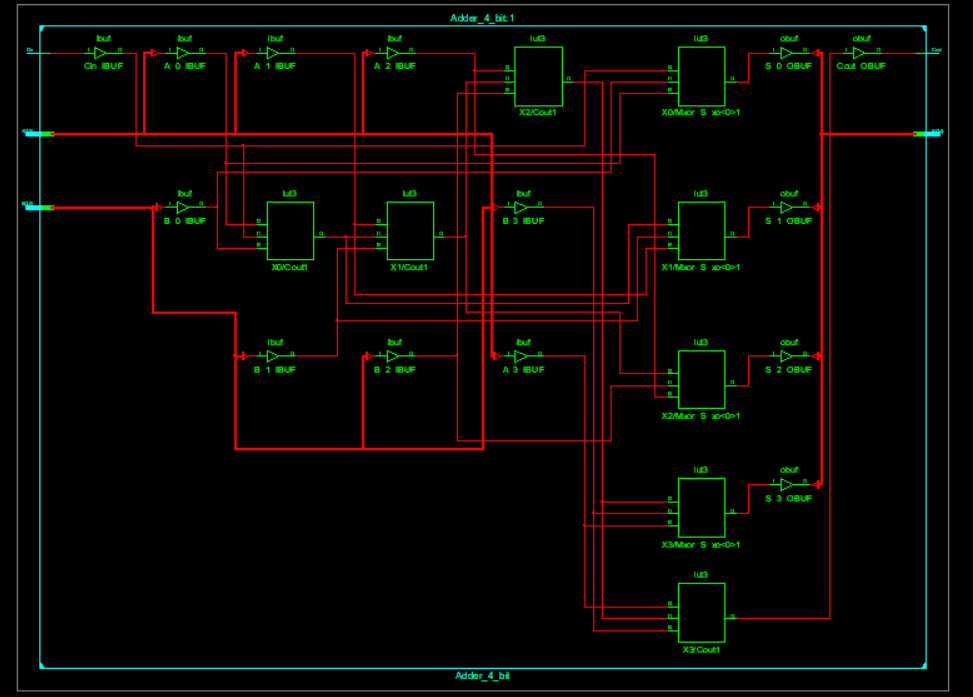 Adder_4_bit:1
ibuf
ibuf
ibuf
ibuf
lut3
lut3
obuf
obuf
Cin_IBUF
A_0_IBUF
A_1_IBUF
A_2_IBUF
X2/Cout1
X0/Mxor_S_xo<0>1
S_0_OBUF
Cout_OBUF
ibuf
lut3
lut3
ibuf
lut3
obuf
B_0_IBUF
X0/Cout1
X1/Cout1
B_3_IBUF
X1/Mxor_S_xo<0>1
S_1_OBUF
ibuf
ibuf
ibuf
lut3
obuf
B_1_IBUF
B_2_IBUF
A_3_IBUF
X2/Mxor_S_xo<0>1
S_2_OBUF
lut3
obuf
X3/Mxor_S_xo<0>1
S_3_OBUF
lut3
X3/Cout1
Adder_4_bit